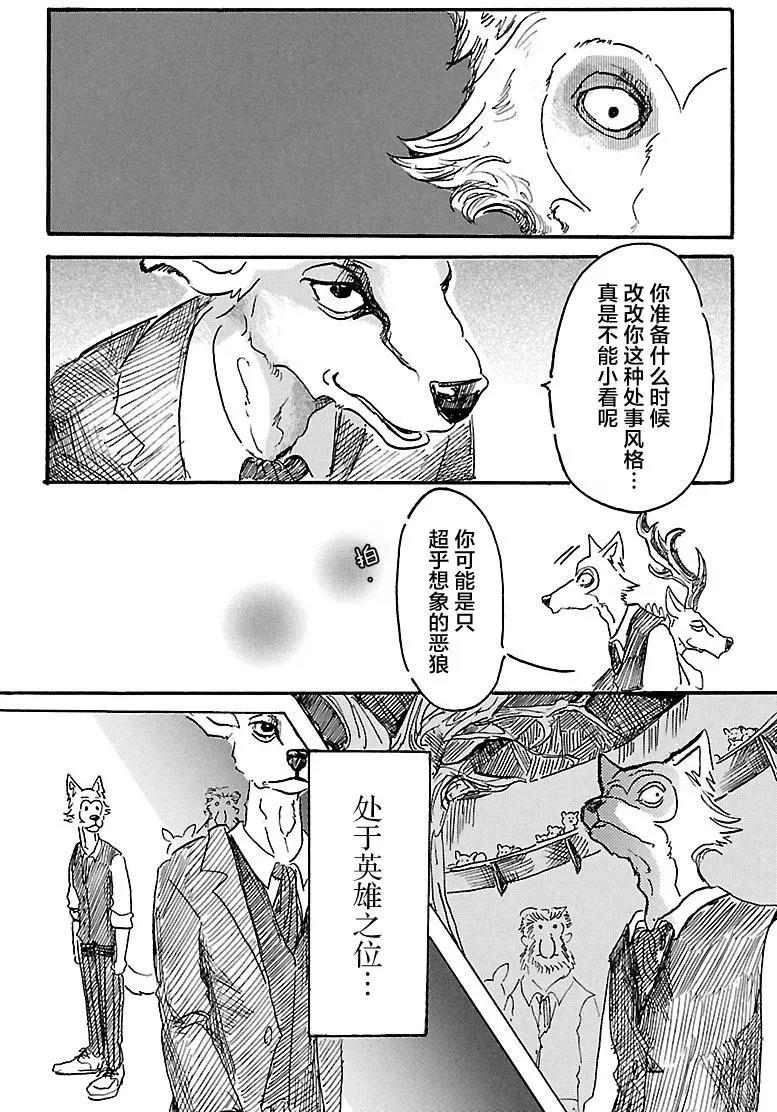 你准备什么时候
改改你这种处事风格…
真是不能小看呢
拍
你可能是只
超乎想象的恶狼
处于英雄之位…